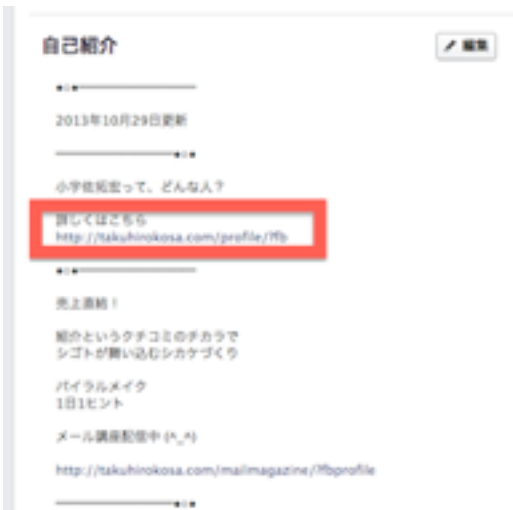 自己紹介
編集
2013年10月29日更新
小宇佐拓宏って、どんな人？
詳しくはこちら
http://takuhirokosa.com/profile/?fb
売上直結！
紹介というクチコミのチカラで
シゴトが舞い込むシカケづくり
バイラルメイク
1日1ヒント
メール講座配信中 (^_^)
http://takuhirokosa.com/mailmagazine/?fbprofile